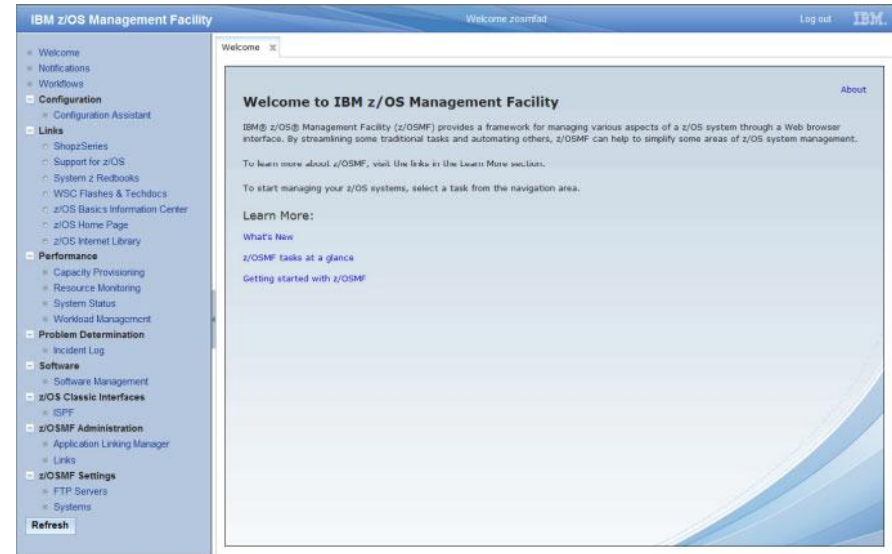 IBM z/OS Management Facility
Welcome zosmfad
Log out
IBM.
Welcome
Notifications
Workflows
Configuration
Configuration Assistant
Links
ShopzSeries
Support for z/OS
System z Redbooks
WSC Flashes & Techdocs
z/OS Basics Information Center
z/OS Home Page
z/OS Internet Library
Performance
Capacity Provisioning
Resource Monitoring
System Status
Workload Management
Problem Determination
Incident Log
Software
Software Management
z/OS Classic Interfaces
ISPF
z/OSMF Administration
Application Linking Manager
Links
z/OSMF Settings
FTP Servers
Systems
Refresh
Welcome
About
Welcome to IBM z/OS Management Facility
IBM® z/OS® Management Facility (z/OSMF) provides a framework for managing various aspects of a z/OS system through a Web browser
interface. By streamlining some traditional tasks and automating others, z/OSMF can help to simplify some areas of z/OS system management.
To learn more about z/OSMF, visit the links in the Learn More section.
To start managing your z/OS systems, select a task from the navigation area.
Learn More:
What's New
z/OSMF tasks at a glance
Getting started with z/OSMF